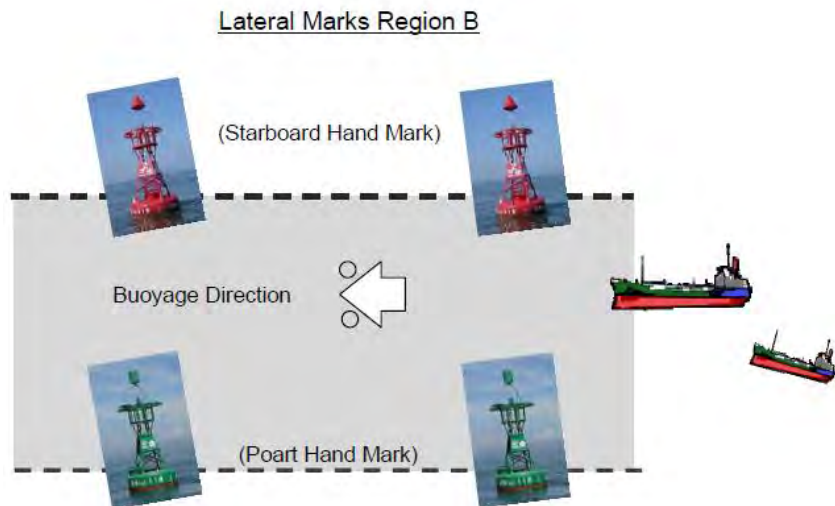 Lateral Marks Region B
(Starboard Hand Mark)
Buoyage Direction
(Poart Hand Mark)